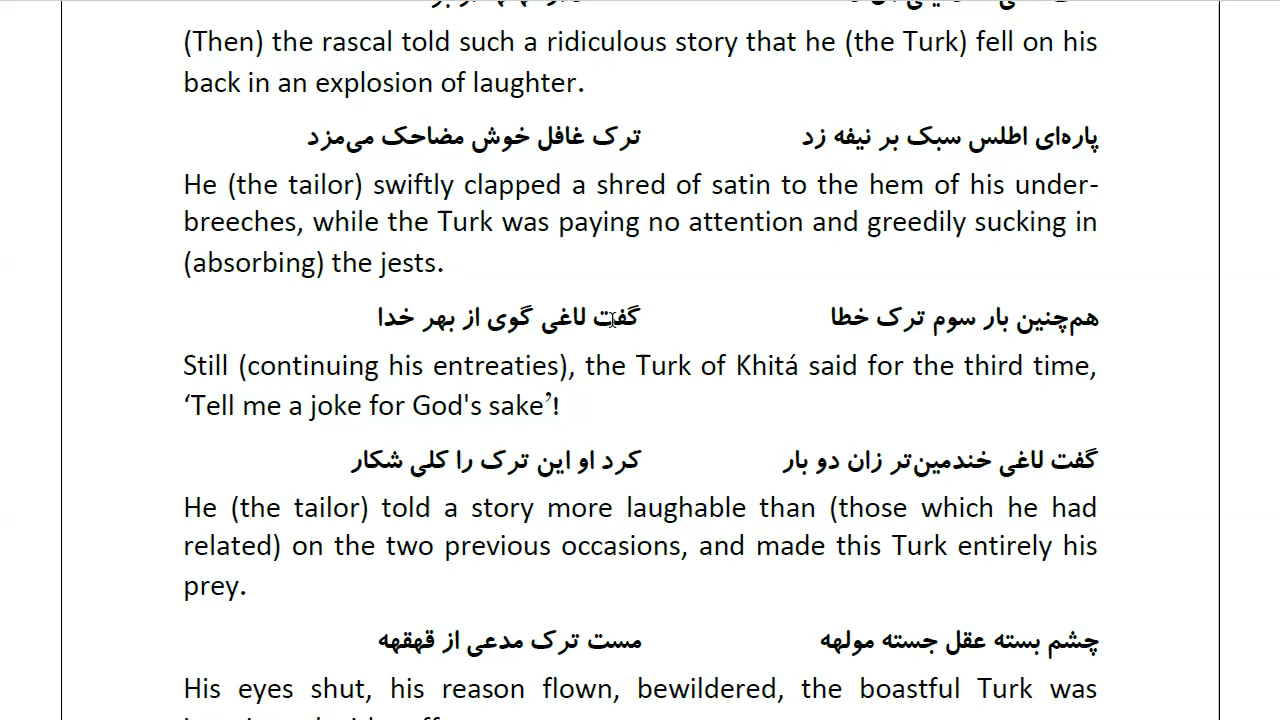 (Then) the rascal told such a ridiculous story that he (the Turk) fell on his
back in an explosion of laughter.
پاره‌ای اطلس سبک بر نیفه زد ترک غافل خوش مضاحک می‌مزد
He (the tailor) swiftly clapped a shred of satin to the hem of his under-
breeches, while the Turk was paying no attention and greedily sucking in
(absorbing) the jests.
هم‌چنین بار سوم ترک خطا گفت لاغی گوی از بهر خدا
Still (continuing his entreaties), the Turk of Khitá said for the third time,
‘Tell me a joke for God's sake’!
گفت لاغی خندمین‌تر زان دو بار کرد او این ترک را کلی شکار
He (the tailor) told a story more laughable than (those which he had
related) on the two previous occasions, and made this Turk entirely his
prey.
چشم بسته عقل جسته مولهه مست ترک مدعی از قهقهه
His eyes shut, his reason flown, bewildered, the boastful Turk was